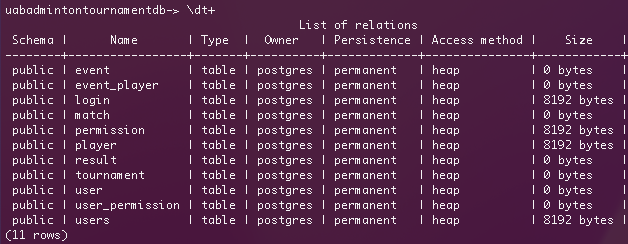 uabadmintontournamentdb-> \dt+
List of relations
Schema | Name | Type | Owner | Persistence | Access method | Size |
--------+-----------------+-------+----------+-------------+---------------+------------+
public | event | table | postgres | permanent | heap | 0 bytes |
public | event_player | table | postgres | permanent | heap | 0 bytes |
public | login | table | postgres | permanent | heap | 8192 bytes |
public | match | table | postgres | permanent | heap | 0 bytes |
public | permission | table | postgres | permanent | heap | 8192 bytes |
public | player | table | postgres | permanent | heap | 8192 bytes |
public | result | table | postgres | permanent | heap | 0 bytes |
public | tournament | table | postgres | permanent | heap | 0 bytes |
public | user | table | postgres | permanent | heap | 0 bytes |
public | user_permission | table | postgres | permanent | heap | 0 bytes |
public | users | table | postgres | permanent | heap | 8192 bytes |
(11 rows)